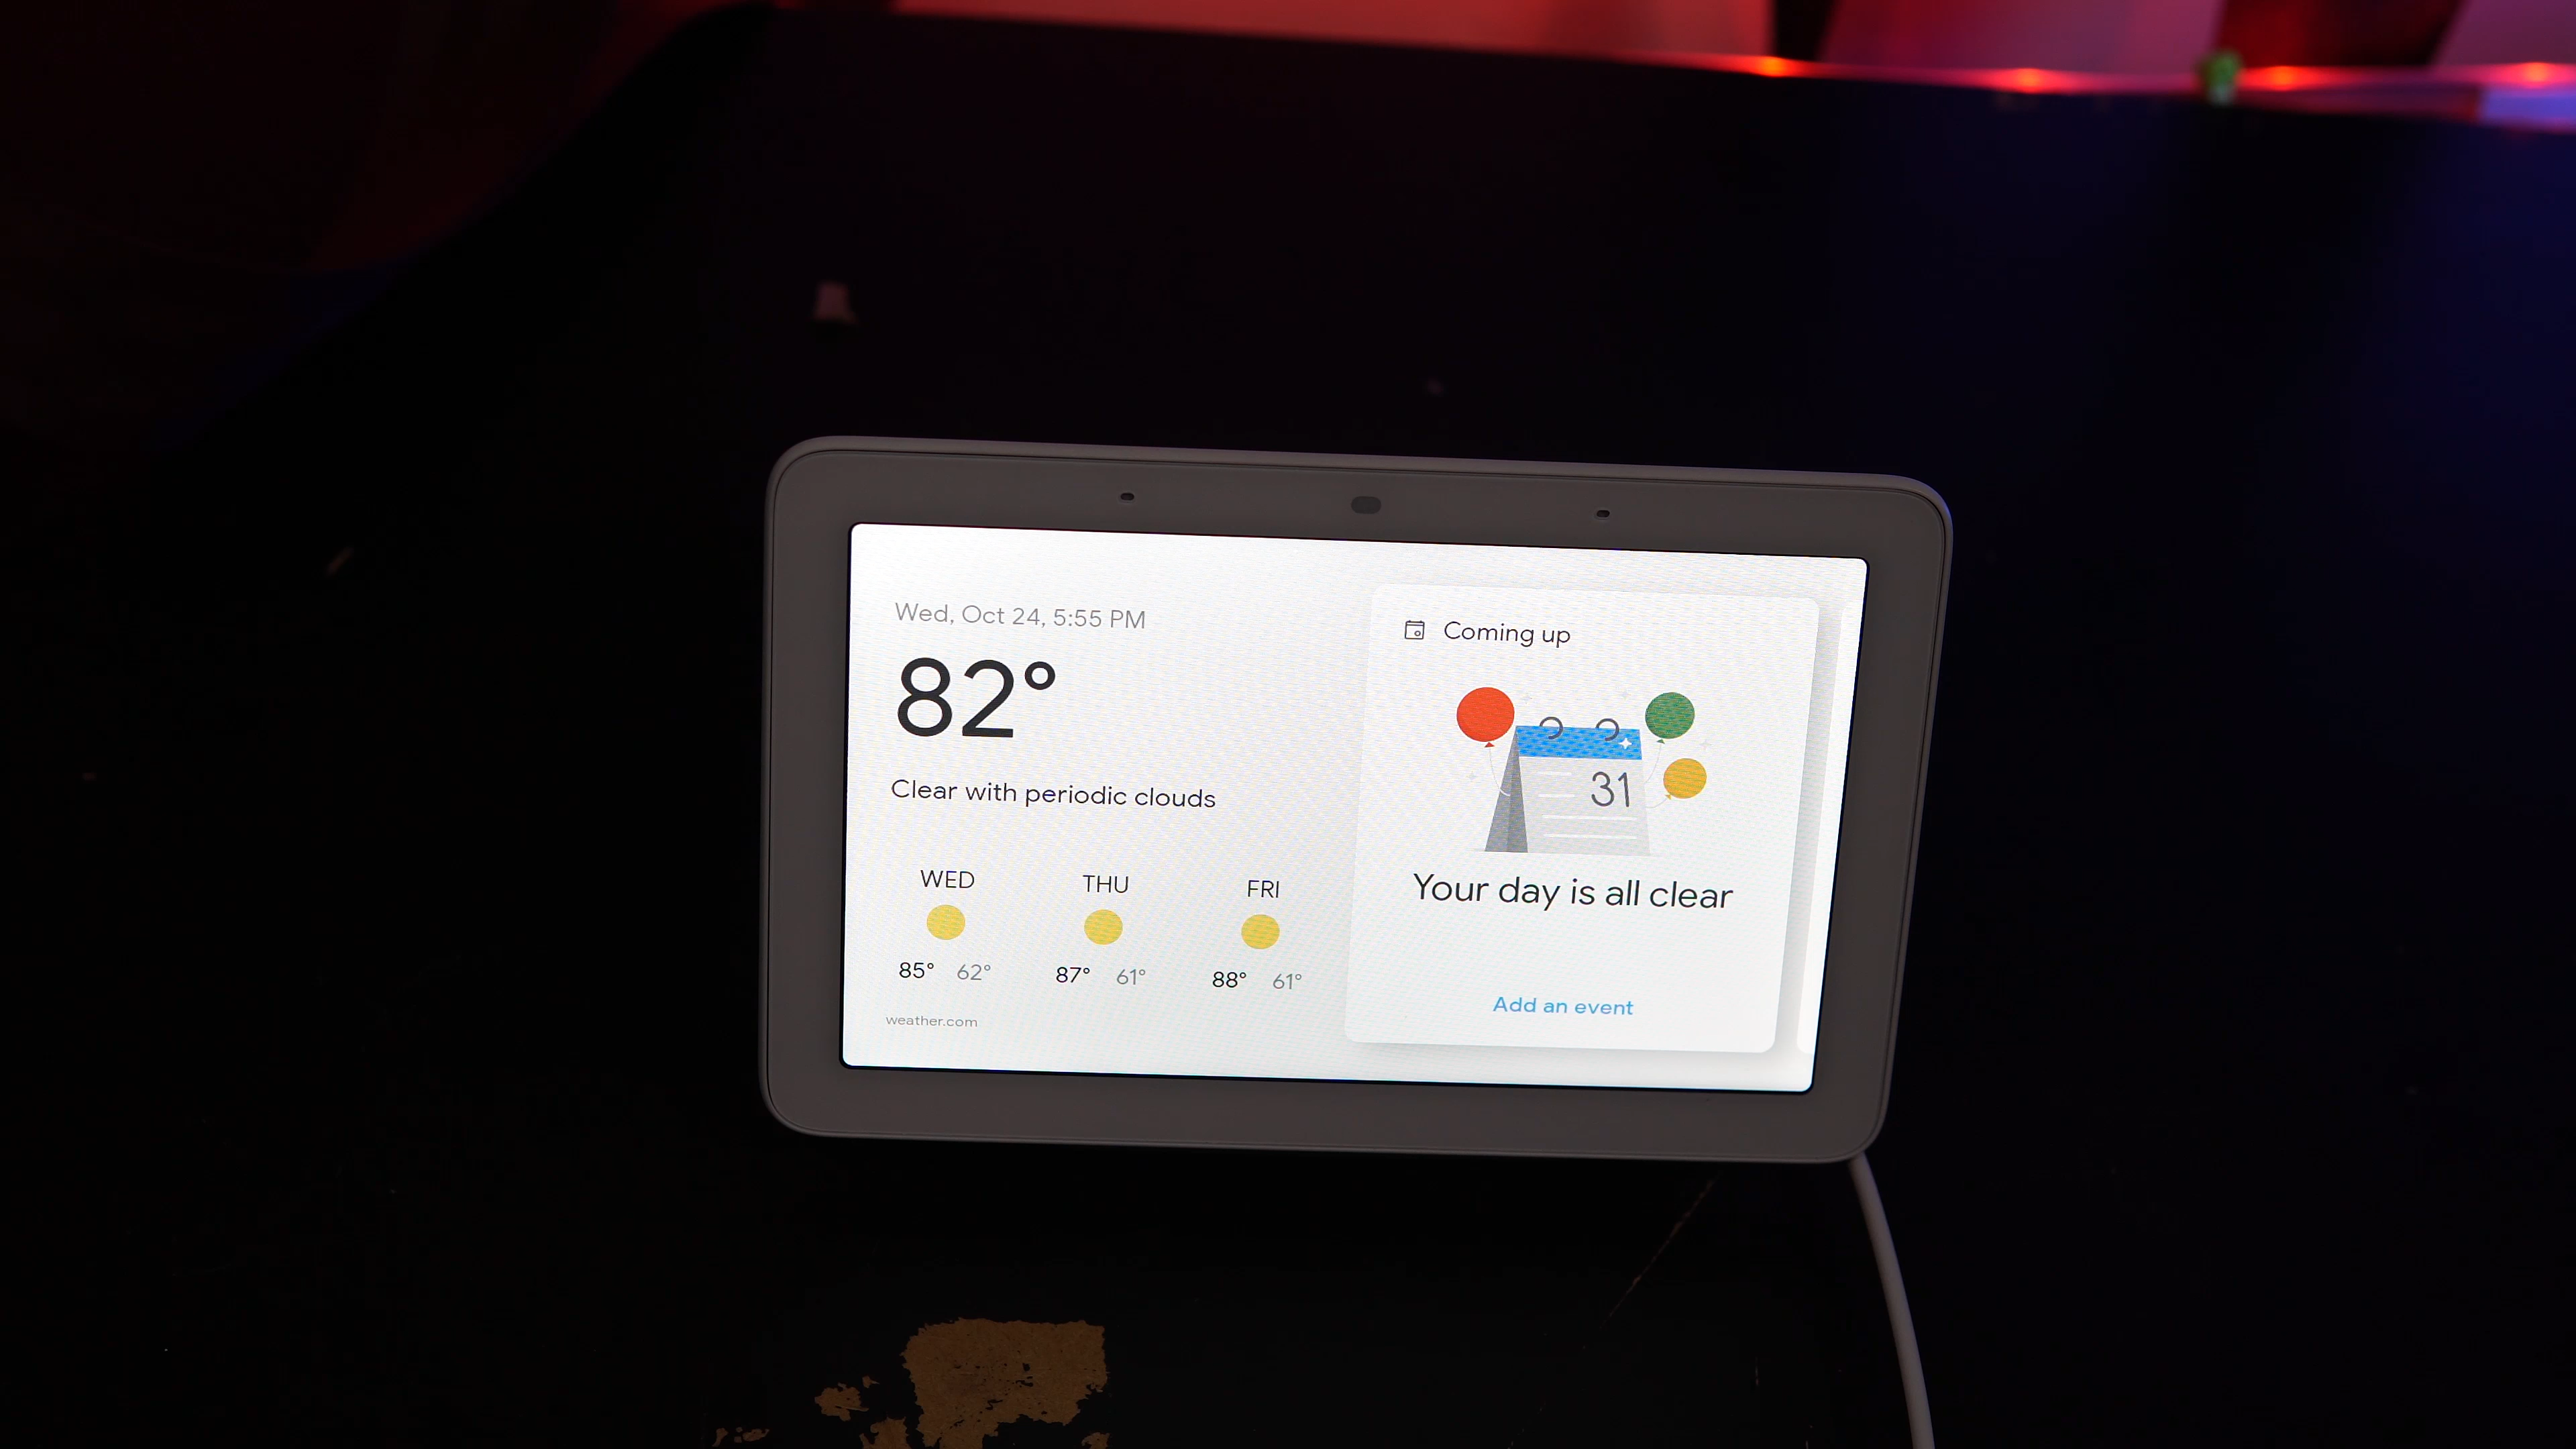 Wed, Oct 24, 5:55 PM
82°
Clear with periodic clouds
WED THU FRI
85° 62° 87° 61° 88° 61°
weather.com
Coming up
31
Your day is all clear
Add an event